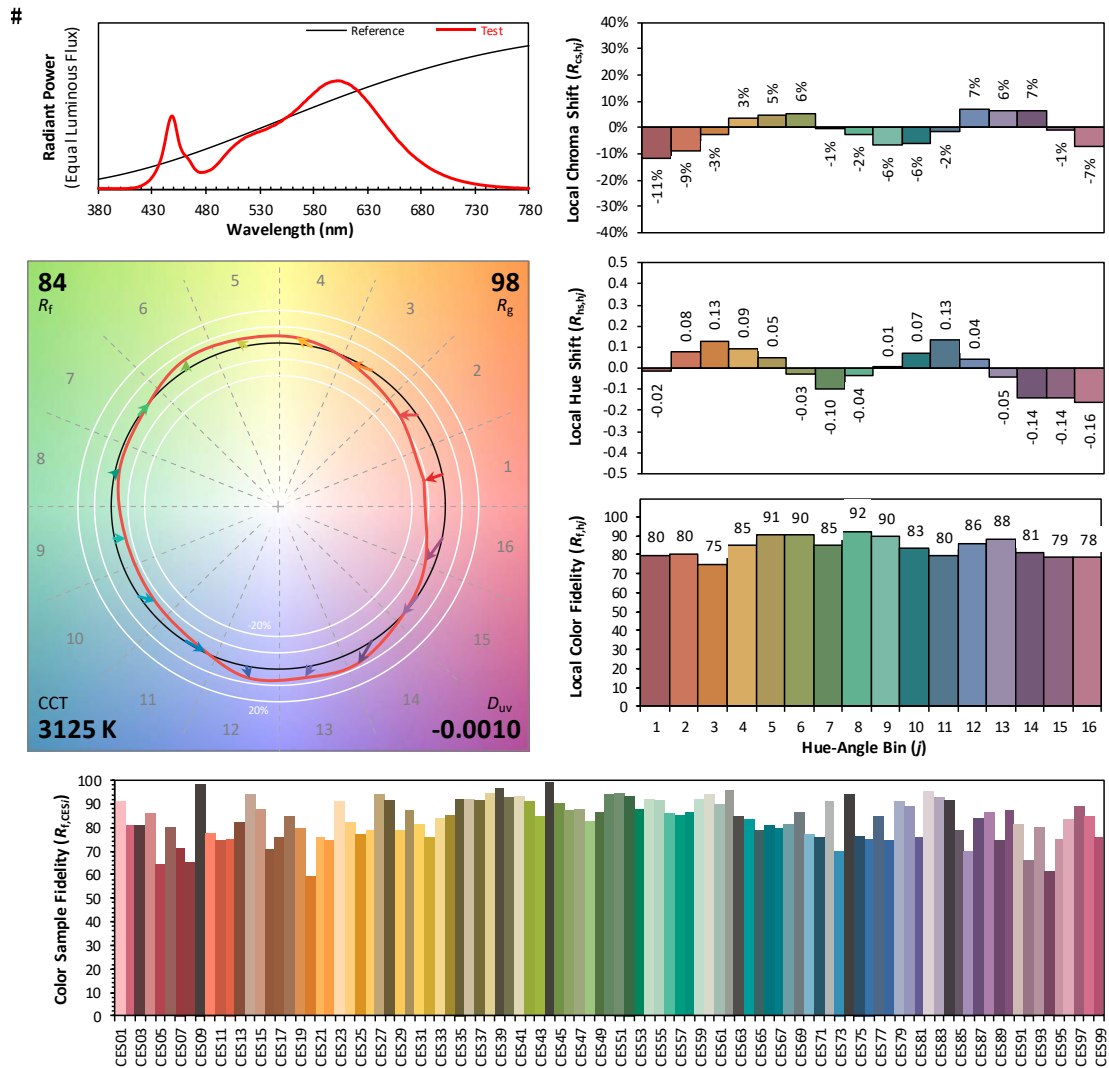 #
Radiant Power
(Equal Luminous Flux)
Reference
Test
380 430 480 530 580 630 680 730 780
Wavelength (nm)
Local Chroma Shift (Rcs,hj)
40%
30%
20%
10%
0%
-10%
-20%
-30%
-40%
-11% -9% -3% 3% 5% 6% -1% -2% -6% -6% -2% 7% 6% 7% -1% -7%
84
Rf
98
Rg
5 4
6 3
7 2
8 1
9 16
10 15
11 14
12 13
-20%
20%
CCT
3125 K
Duv
-0.0010
Local Hue Shift (Rhs,hj)
0.5
0.4
0.3
0.2
0.1
0.0
-0.1
-0.2
-0.3
-0.4
-0.5
-0.02 0.08 0.13 0.09 0.05 -0.03 -0.10 -0.04 0.01 0.07 0.13 0.04 -0.05 -0.14 -0.14 -0.16
Local Color Fidelity (Rf,hj)
100
90
80
70
60
50
40
30
20
10
0
80 80 75 85 91 90 85 92 90 83 80 86 88 81 79 78
1 2 3 4 5 6 7 8 9 10 11 12 13 14 15 16
Hue-Angle Bin (j)
Color Sample Fidelity (Rf,CESi)
100
90
80
70
60
50
40
30
20
10
0
CES01 CES03 CES05 CES07 CES09 CES11 CES13 CES15 CES17 CES19 CES21 CES23 CES25 CES27 CES29 CES31 CES33 CES35 CES37 CES39 CES41 CES43 CES45 CES47 CES49 CES51 CES53 CES55 CES57 CES59 CES61 CES63 CES65 CES67 CES69 CES71 CES73 CES75 CES77 CES79 CES81 CES83 CES85 CES87 CES89 CES91 CES93 CES95 CES97 CES99